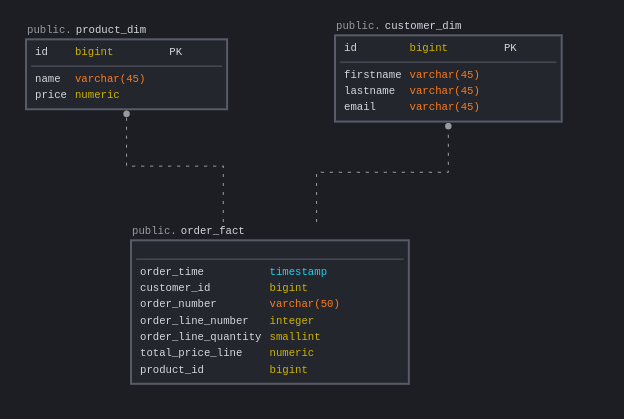 public. product_dim
id bigint PK
name varchar(45)
price numeric
public. customer_dim
id bigint PK
firstname varchar(45)
lastname varchar(45)
email varchar(45)
public. order_fact
order_time timestamp
customer_id bigint
order_number varchar(50)
order_line_number integer
order_line_quantity smallint
total_price_line numeric
product_id bigint